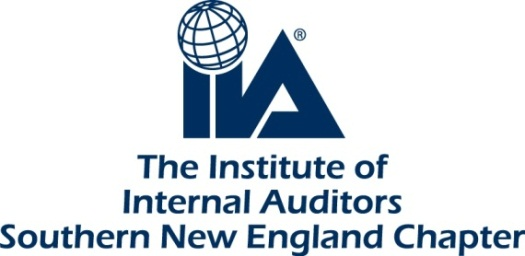 IIA®
The Institute of
Internal Auditors
Southern New England Chapter